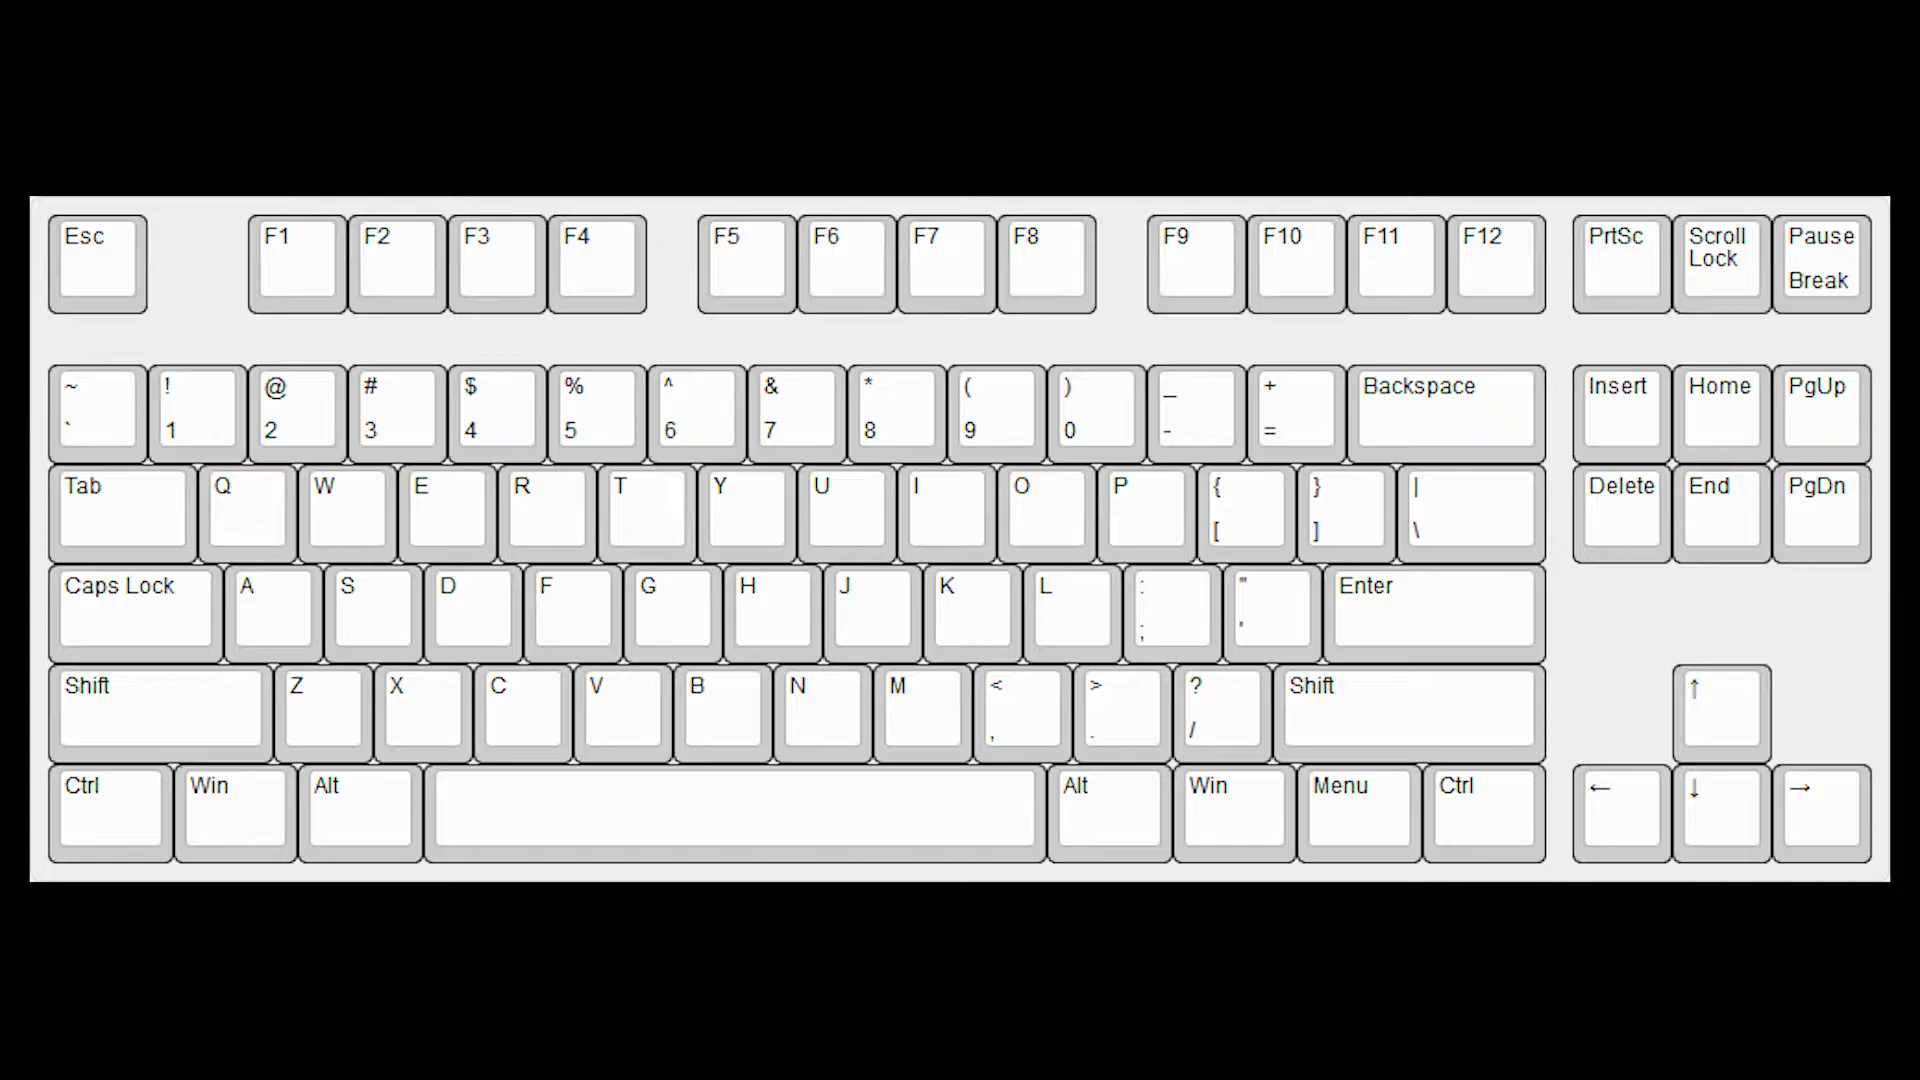 Esc F1 F2 F3 F4 F5 F6 F7 F8 F9 F10 F11 F12 PrtSc Scroll Pause
Lock
Break
~ ! @ # $ % ^ & * ( ) _ + Backspace Insert Home PgUp
` 1 2 3 4 5 6 7 8 9 0 - =
Tab Q W E R T Y U I O P { } | Delete End PgDn
[ ] \
Caps Lock A S D F G H J K L : " Enter
; '
Shift Z X C V B N M < > ? Shift ↑
, . /
Ctrl Win Alt Alt Win Menu Ctrl ← ↓ →